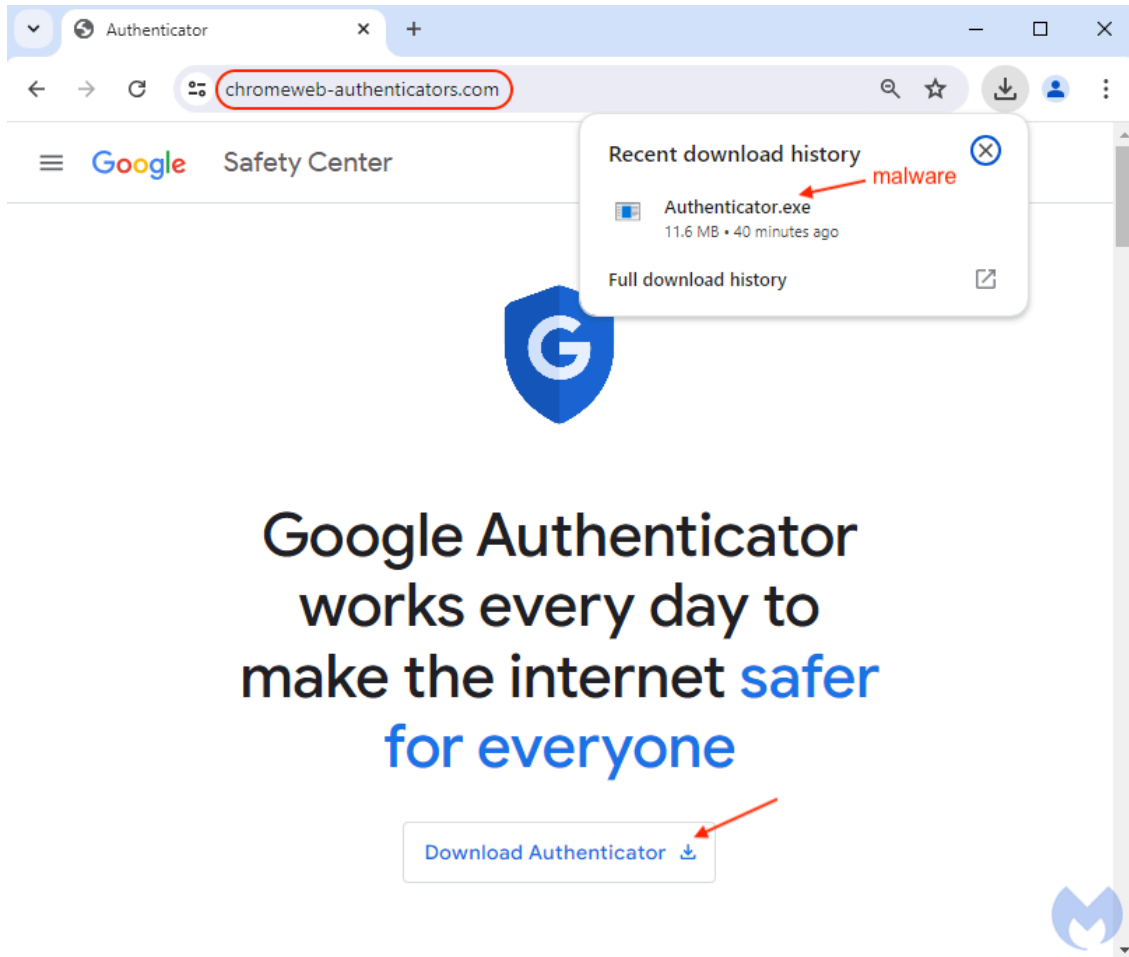 Authenticator
chromeweb-authenticators.com
Google Safety Center
Recent download history
malware
Authenticator.exe
11.6 MB • 40 minutes ago
Full download history
G
Google Authenticator
works every day to
make the internet safer
for everyone
Download Authenticator